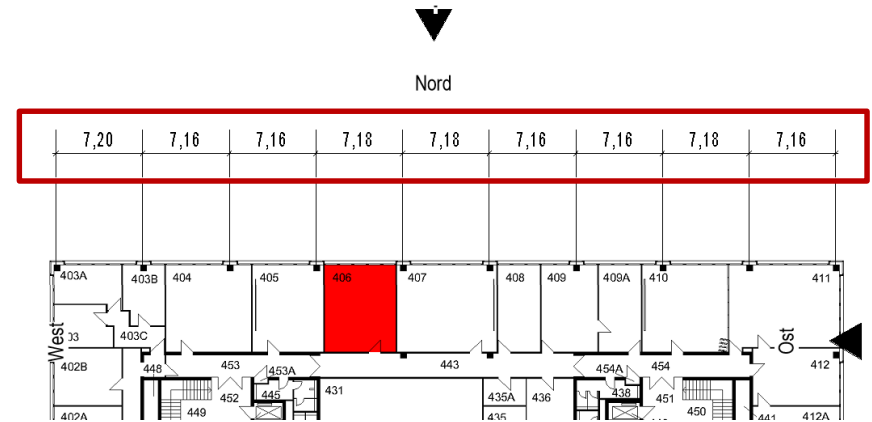 Nord
7,20 7,16 7,16 7,18 7,18 7,16 7,16 7,18 7,16
403A 403B 404 405 406 407 408 409 409A 410 411
403C West Ost
402B 448 453 453A 443 454A 454 412
445 452 431 435A 436 438 451
402A 449 435 450 441 412A